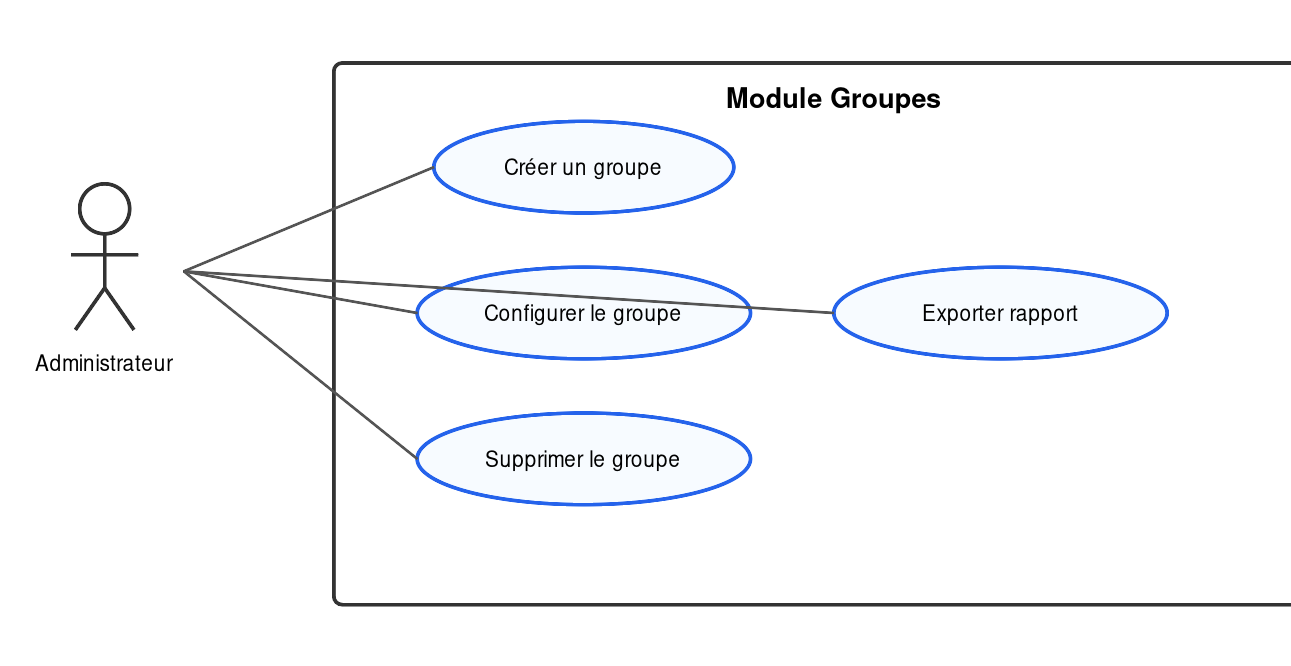 Module Groupes
Créer un groupe
Configurer le groupe
Exporter rapport
Administrateur
Supprimer le groupe